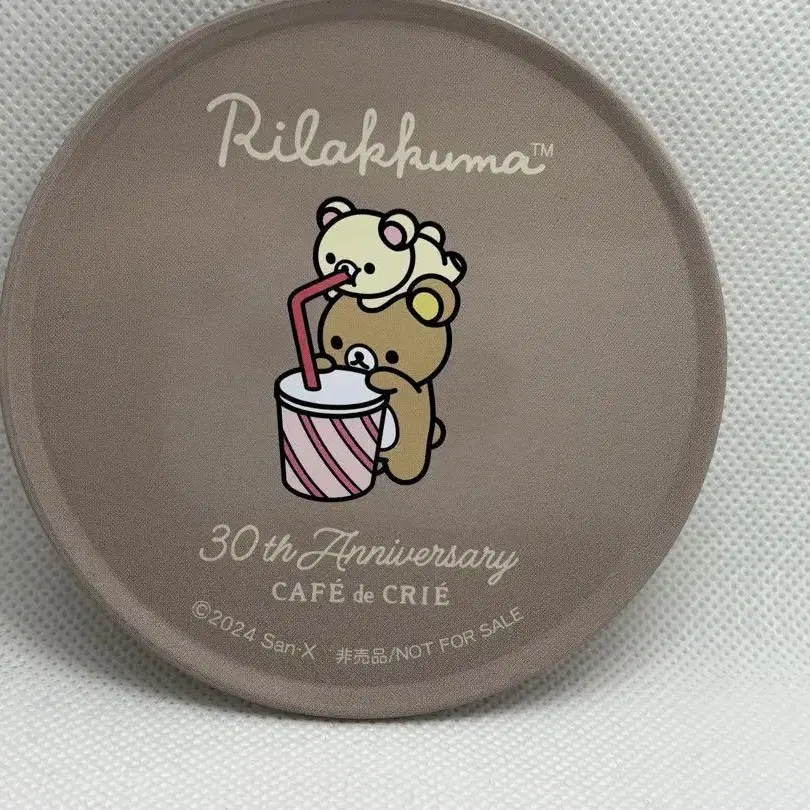 Rilakkuma™
30th Anniversary
CAFÉ de CRIÉ
©2024 San-X 非売品/NOT FOR SALE